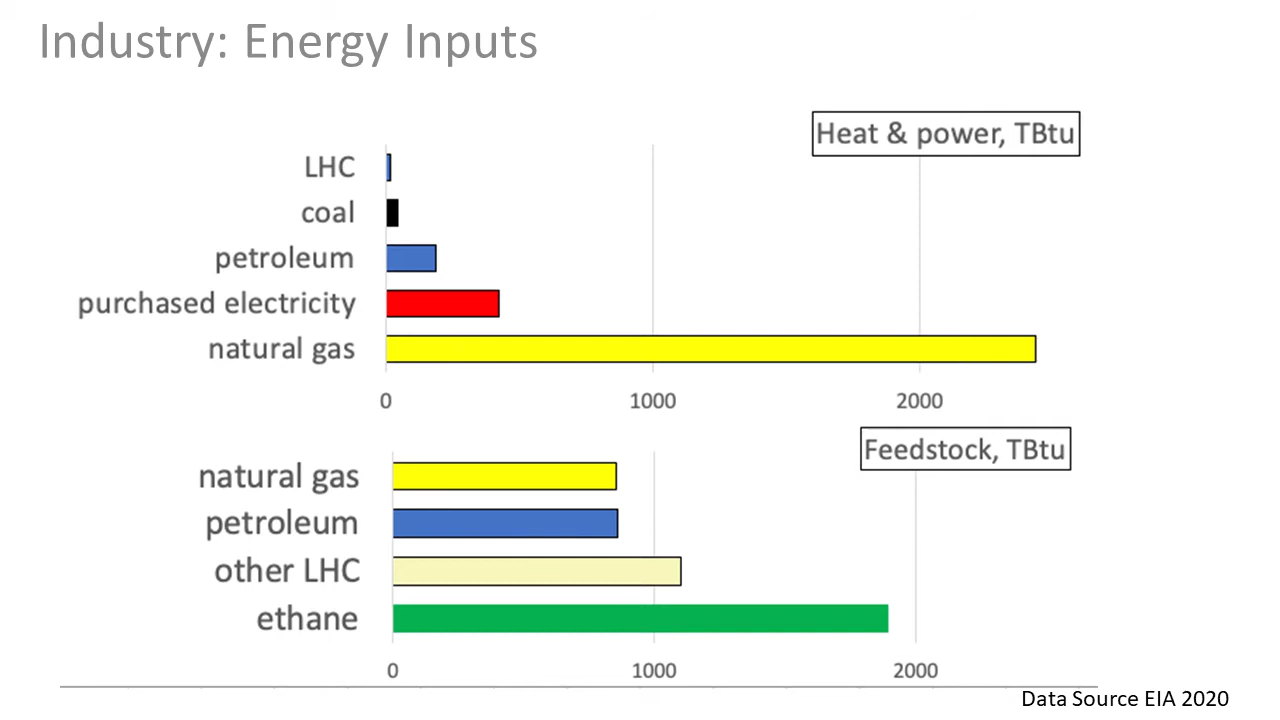 Industry: Energy Inputs
Heat & power, TBtu
LHC
coal
petroleum
purchased electricity
natural gas
0 1000 2000
Feedstock, TBtu
natural gas
petroleum
other LHC
ethane
0 1000 2000
Data Source EIA 2020